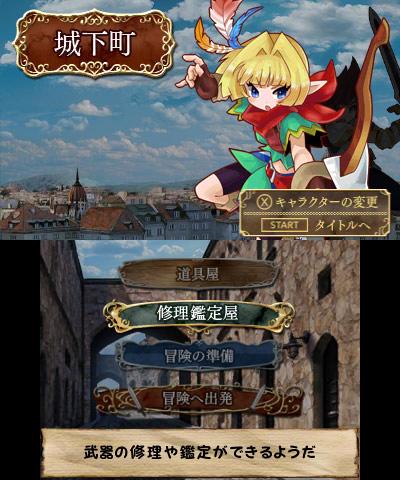 城下町
Ⓧキャラクターの変更
START タイトルへ
道具屋
修理鑑定屋
冒険の準備
冒険へ出発
武器の修理や鑑定ができるようだ